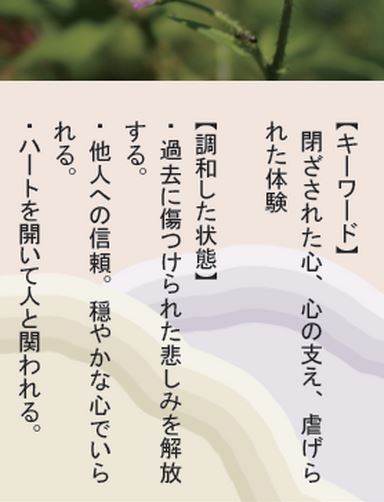 【キーワード】
閉ざされた心、心の支え、虐げら
れた体験
【調和した状態】
・過去に傷つけられた悲しみを解放
する。
・他人への信頼。穏やかな心でいら
れる。
・ハートを開いて人と関われる。